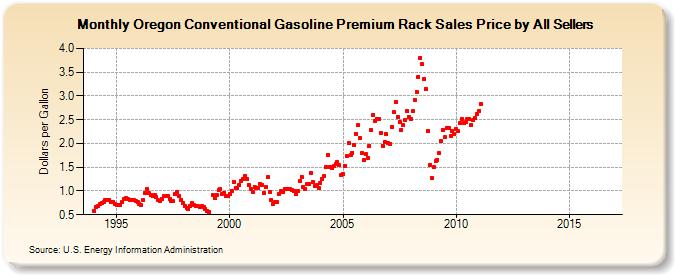 Monthly Oregon Conventional Gasoline Premium Rack Sales Price by All Sellers
Dollars per Gallon
4.0
3.5
3.0
2.5
2.0
1.5
1.0
0.5
1995 2000 2005 2010 2015
Source: U.S. Energy Information Administration